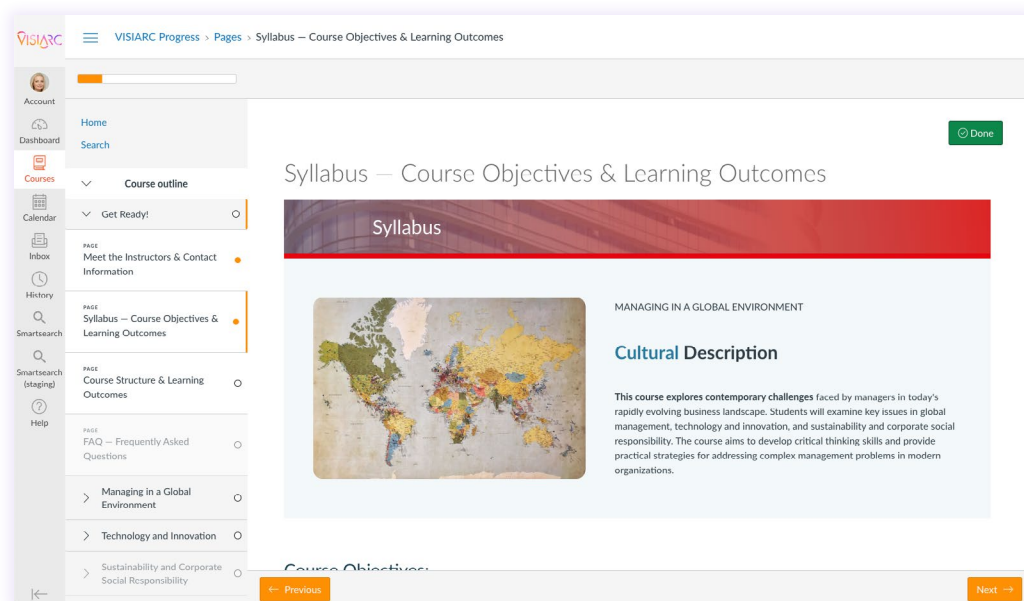 VISIARC
VISIARC Progress > Pages > Syllabus — Course Objectives & Learning Outcomes
Account
Dashboard
Courses
Calendar
Inbox
History
Smartsearch
Smartsearch
(staging)
Help
Home
Search
Course outline
Get Ready!
PAGE
Meet the Instructors & Contact
Information
PAGE
Syllabus — Course Objectives &
Learning Outcomes
PAGE
Course Structure & Learning
Outcomes
PAGE
FAQ — Frequently Asked
Questions
Managing in a Global
Environment
Technology and Innovation
Sustainability and Corporate
Social Responsibility
Done
Syllabus — Course Objectives & Learning Outcomes
Syllabus
MANAGING IN A GLOBAL ENVIRONMENT
Cultural Description
This course explores contemporary challenges faced by managers in today's
rapidly evolving business landscape. Students will examine key issues in global
management, technology and innovation, and sustainability and corporate social
responsibility. The course aims to develop critical thinking skills and provide
practical strategies for addressing complex management problems in modern
organizations.
Course Objectives:
← Previous
Next →